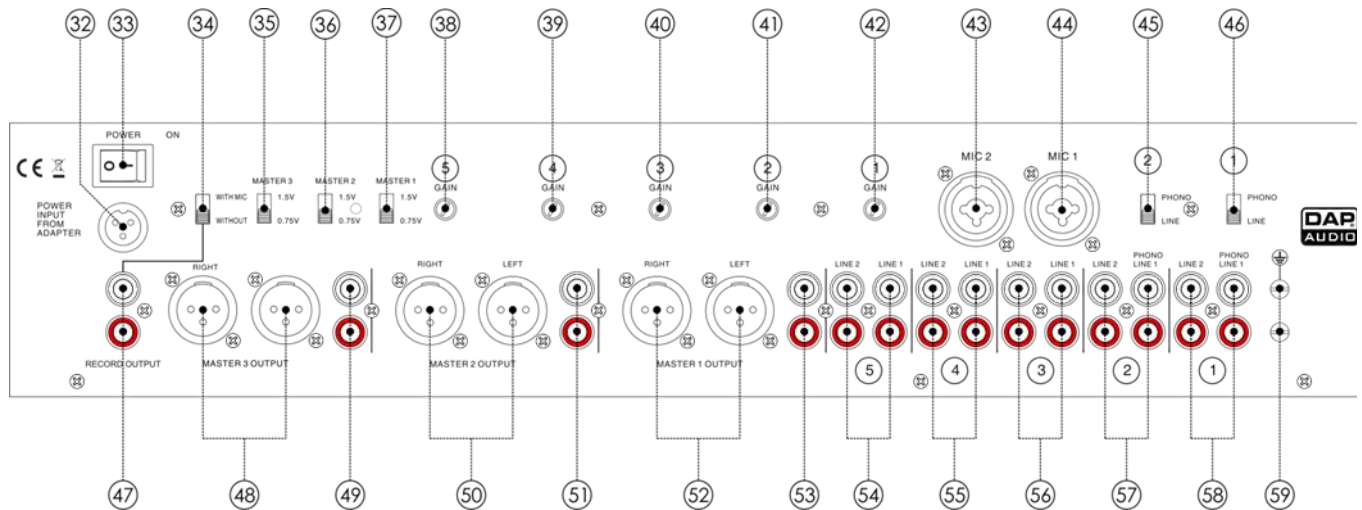 32 33 34 35 36 37 38 39 40 41 42 43 44 45 46
POWER ON
CE
MIC 2 MIC 1
5 4 3 2 1 2 1
GAIN GAIN GAIN GAIN GAIN
MASTER 3 MASTER 2 MASTER 1
WITH MIC 1.5V 1.5V 1.5V PHONO PHONO
WITHOUT 0.75V 0.75V 0.75V LINE LINE
POWER
INPUT
FROM
ADAPTER
DAP
AUDIO
RIGHT RIGHT LEFT RIGHT LEFT
LINE 2 LINE 1 LINE 2 LINE 1 LINE 2 LINE 1 LINE 2 PHONO LINE 1 LINE 2 PHONO LINE 1
RECORD OUTPUT MASTER 3 OUTPUT MASTER 2 OUTPUT MASTER 1 OUTPUT
5 4 3 2 1
47 48 49 50 51 52 53 54 55 56 57 58 59